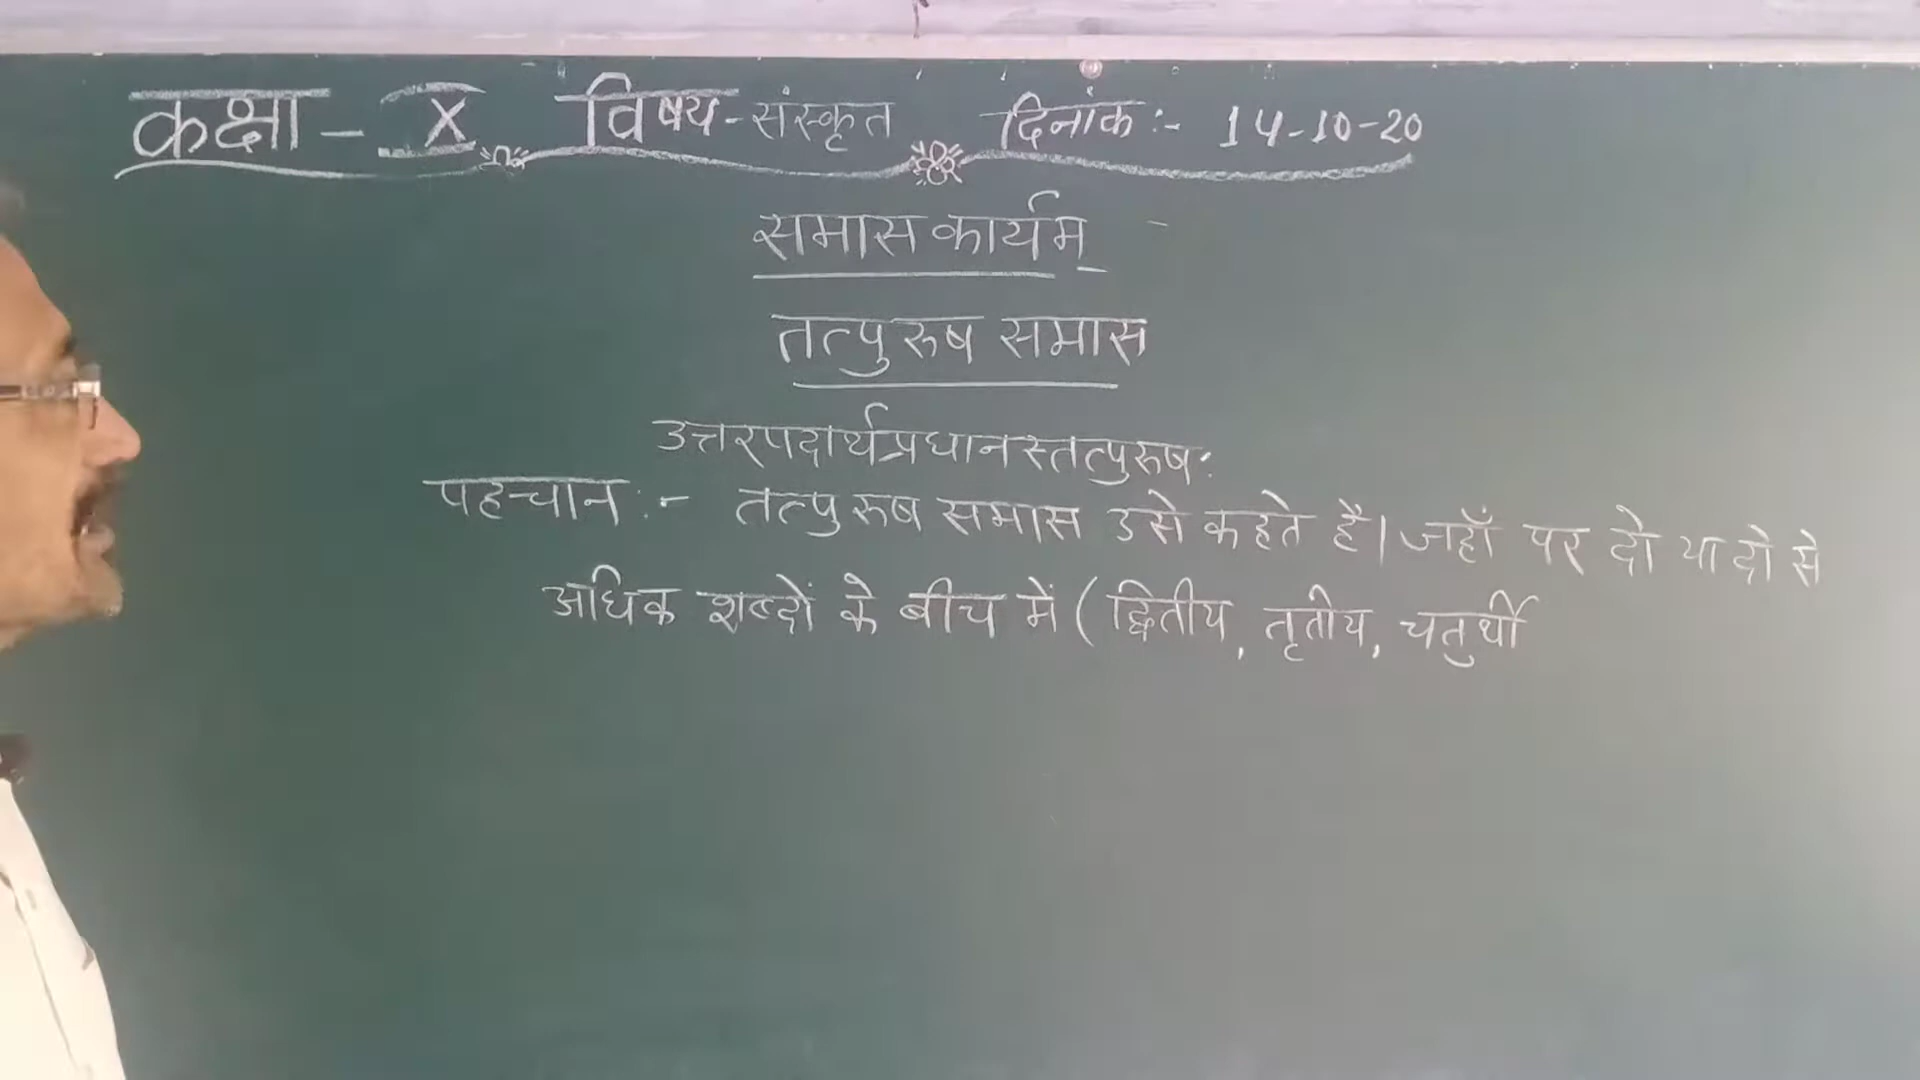 कक्षा - X विषय - संस्कृत दिनांक :- 14-10-20
समास कार्यम्
तत्पुरुष समास
उत्तरपदार्थप्रधानस्तत्पुरुषः
पहचान :- तत्पुरुष समास उसे कहते है। जहाँ पर दो या दो से
अधिक शब्दों के बीच में ( द्वितीय, तृतीय, चतुर्थी